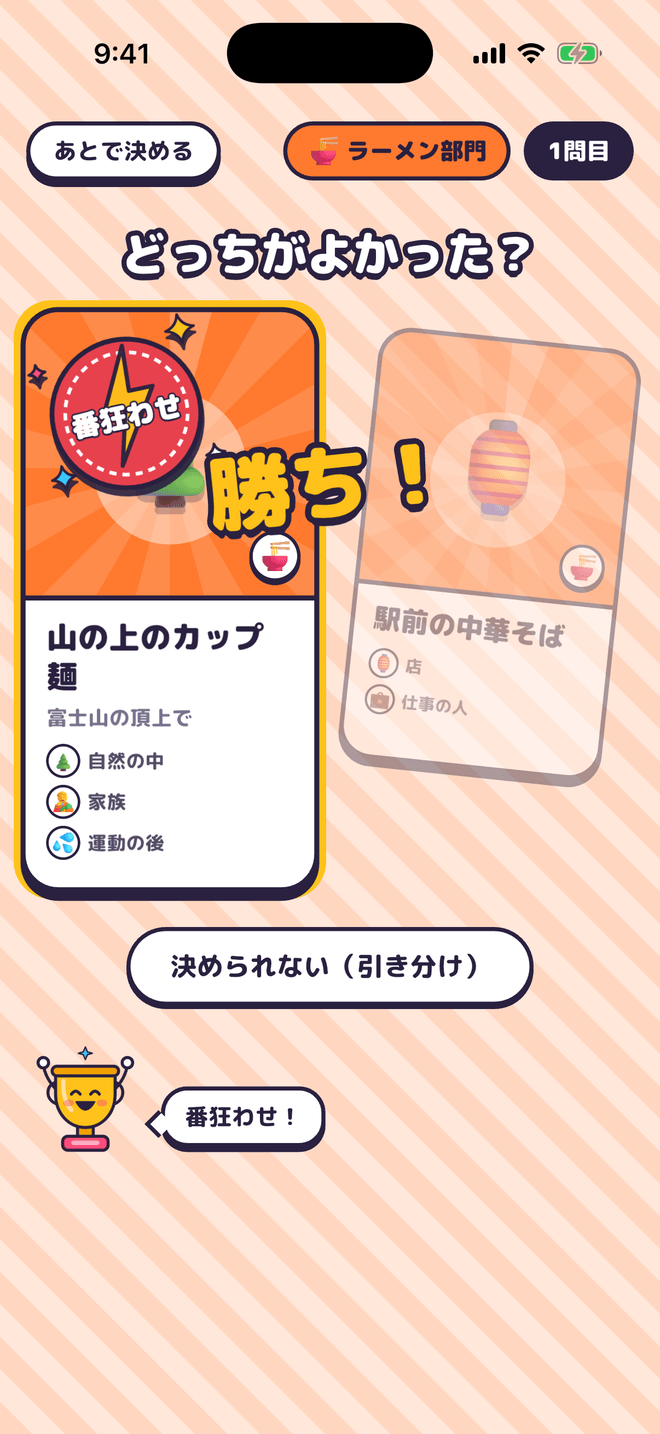 9:41
あとで決める
ラーメン部門
1問目
どっちがよかった？
番狂わせ
勝ち！
山の上のカップ
麺
富士山の頂上で
自然の中
家族
運動の後
駅前の中華そば
店
仕事の人
決められない（引き分け）
番狂わせ！